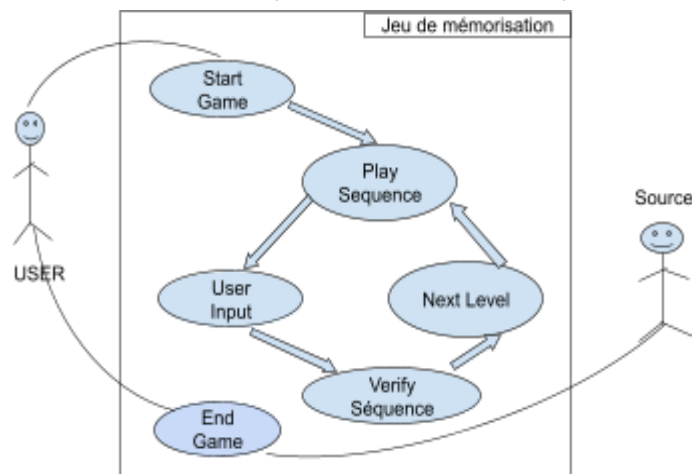 Jeu de mémorisation
Start
Game
Play
Sequence
Source
USER
User
Input
Next Level
Verify
Séquence
End
Game